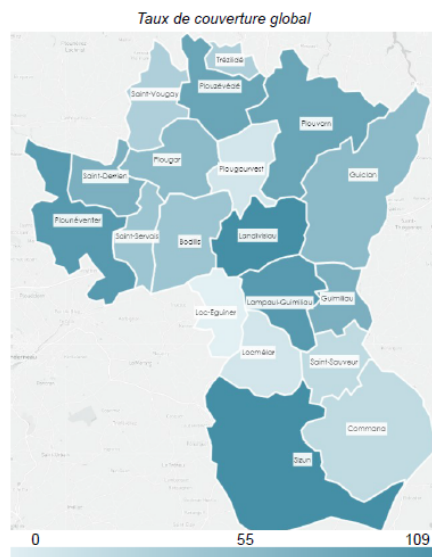 Taux de couverture global
Trézilidé
Plouzévédé
Saint-Vougay
Plouvorn
Plougar
Plougourvest
Saint-Derrien
Guiclan
Plounéventer
Saint-Servais
Bodilis
Landivisiau
Lampaul-Guimiliau
Guimiliau
Loc-Eguiner
Locmélar
Saint-Sauveur
Commana
Sizun
0 55 109